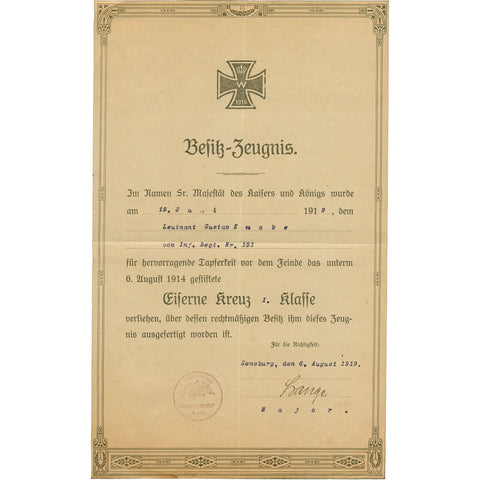 W
1914
Besitz-Zeugnis.
Im Namen Sr. Majestät des Kaisers und Königs wurde
am 19. Juni 1919, dem
Leutnant Gustav Knabe
von Inf. Regt. Nr. 151
für hervorragende Tapferkeit vor dem Feinde das unterm
6. August 1914 gestiftete
Eiserne Kreuz 1. Klasse
verliehen, über dessen rechtmäßigen Besitz ihm dieses Zeug-
nis ausgefertigt worden ist.
Für die Richtigkeit:
Sensburg, den 6. August 1919.
Major.